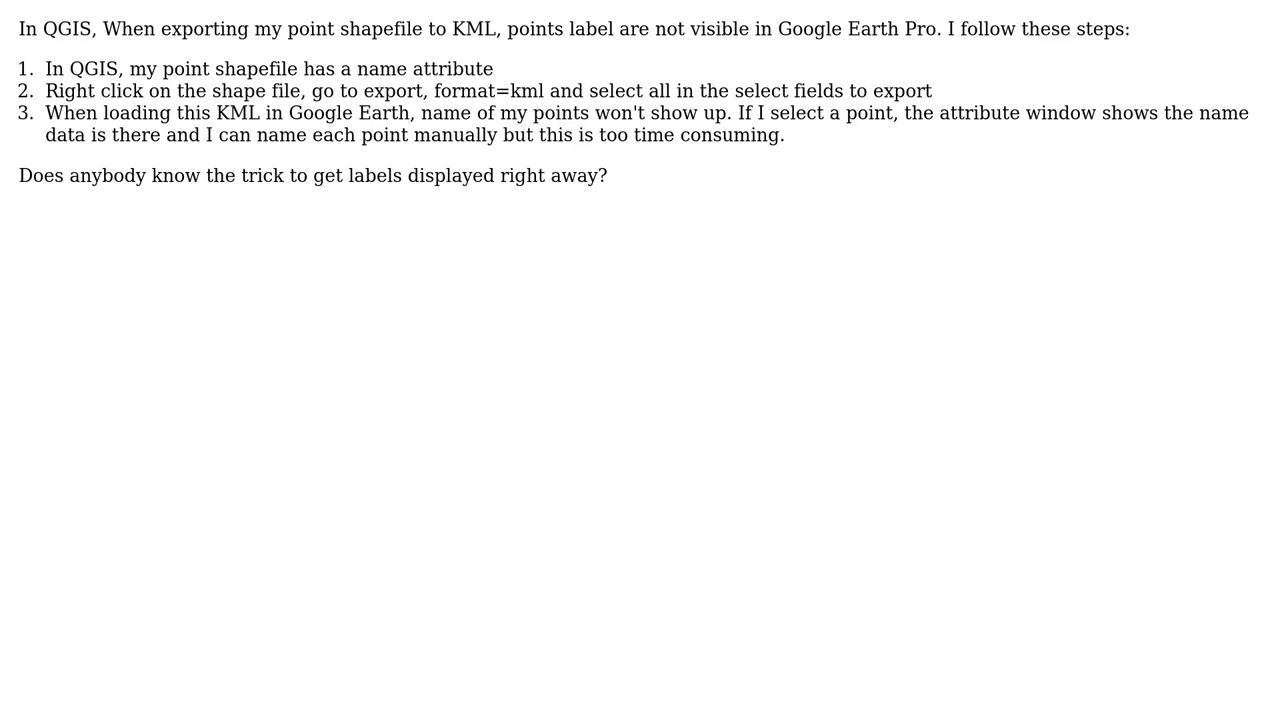 In QGIS, When exporting my point shapefile to KML, points label are not visible in Google Earth Pro. I follow these steps:
1. In QGIS, my point shapefile has a name attribute
2. Right click on the shape file, go to export, format=kml and select all in the select fields to export
3. When loading this KML in Google Earth, name of my points won't show up. If I select a point, the attribute window shows the name
data is there and I can name each point manually but this is too time consuming.
Does anybody know the trick to get labels displayed right away?